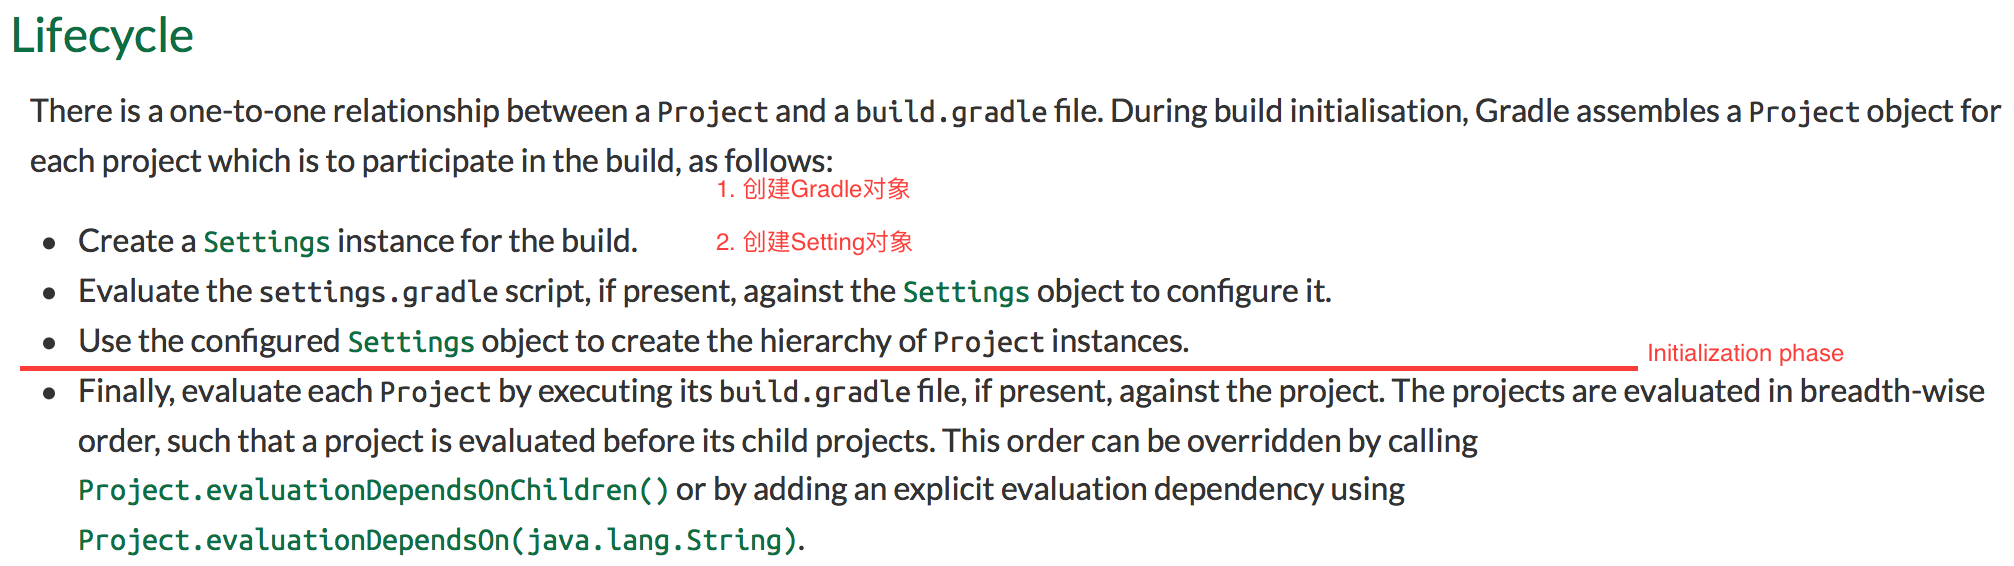 Lifecycle
There is a one-to-one relationship between a Project and a build.gradle file. During build initialisation, Gradle assembles a Project object for
each project which is to participate in the build, as follows:
1. 创建Gradle对象
• Create a Settings instance for the build.
2. 创建Setting对象
• Evaluate the settings.gradle script, if present, against the Settings object to configure it.
• Use the configured Settings object to create the hierarchy of Project instances.
Initialization phase
• Finally, evaluate each Project by executing its build.gradle file, if present, against the project. The projects are evaluated in breadth-wise
order, such that a project is evaluated before its child projects. This order can be overridden by calling
Project.evaluationDependsOnChildren() or by adding an explicit evaluation dependency using
Project.evaluationDependsOn(java.lang.String).